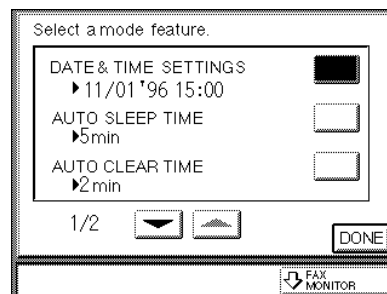 Select a mode feature.
DATE & TIME SETTINGS
11/01 '96 15:00
AUTO SLEEP TIME
5min
AUTO CLEAR TIME
2min
1/2
DONE
FAX
MONITOR